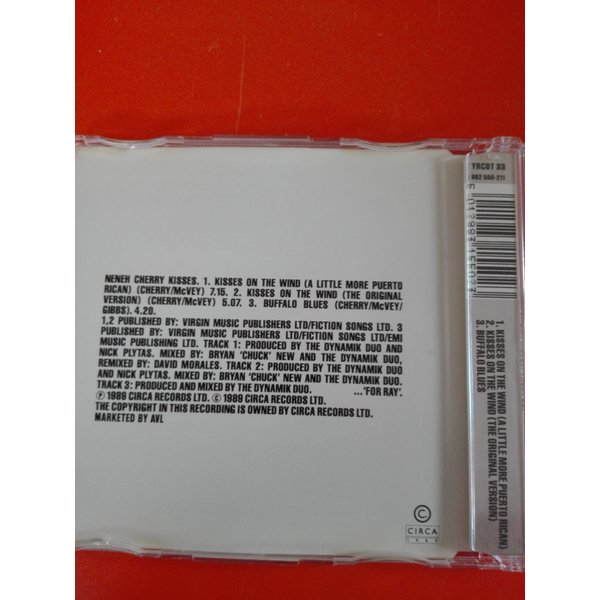 NENEH CHERRY KISSES. 1. KISSES ON THE WIND (A LITTLE MORE PUERTO
RICAN) (CHERRY/McVEY) 7.15. 2. KISSES ON THE WIND (THE ORIGINAL
VERSION) (CHERRY/McVEY) 5.07. 3. BUFFALO BLUES (CHERRY/McVEY/
GIBBS). 4.20.
1,2 PUBLISHED BY: VIRGIN MUSIC PUBLISHERS LTD/FICTION SONGS LTD. 3
PUBLISHED BY: VIRGIN MUSIC PUBLISHERS LTD/FICTION SONGS LTD/EMI
MUSIC PUBLISHING LTD. TRACK 1: PRODUCED BY THE DYNAMIK DUO AND
NICK PLYTAS. MIXED BY: BRYAN 'CHUCK' NEW AND THE DYNAMIK DUO.
REMIXED BY: DAVID MORALES. TRACK 2: PRODUCED BY THE DYNAMIK DUO
AND NICK PLYTAS. MIXED BY: BRYAN 'CHUCK' NEW AND THE DYNAMIK DUO.
TRACK 3: PRODUCED AND MIXED BY THE DYNAMIK DUO. ...'FOR RAY'.
Ⓟ 1989 CIRCA RECORDS LTD. © 1989 CIRCA RECORDS LTD.
THE COPYRIGHT IN THIS RECORDING IS OWNED BY CIRCA RECORDS LTD.
MARKETED BY AVL
C
CIRCA
YRCDT 33
662 550-211
5 012983 155023
1. KISSES ON THE WIND (A LITTLE MORE PUERTO RICAN)
2. KISSES ON THE WIND (THE ORIGINAL VERSION)
3. BUFFALO BLUES